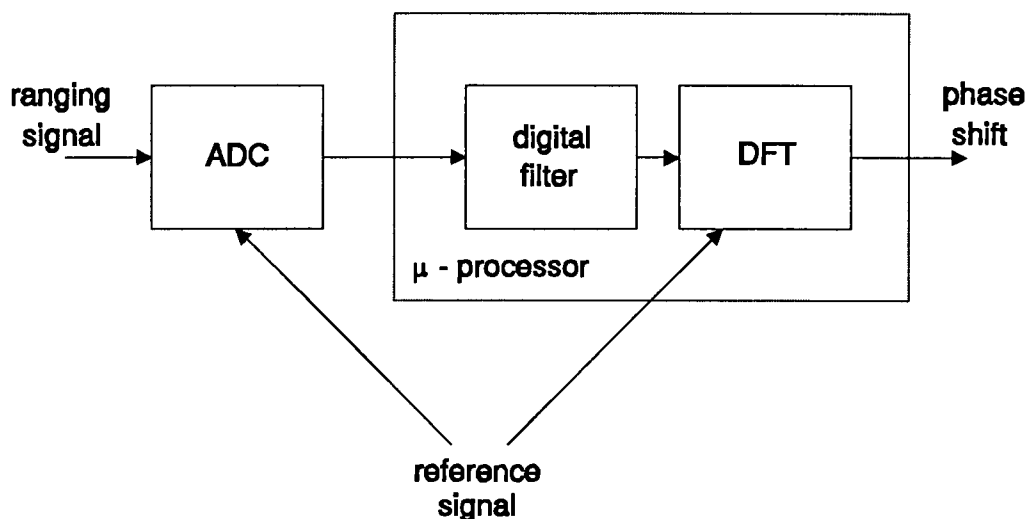 ranging
signal
ADC
digital
filter
DFT
phase
shift
μ - processor
reference
signal